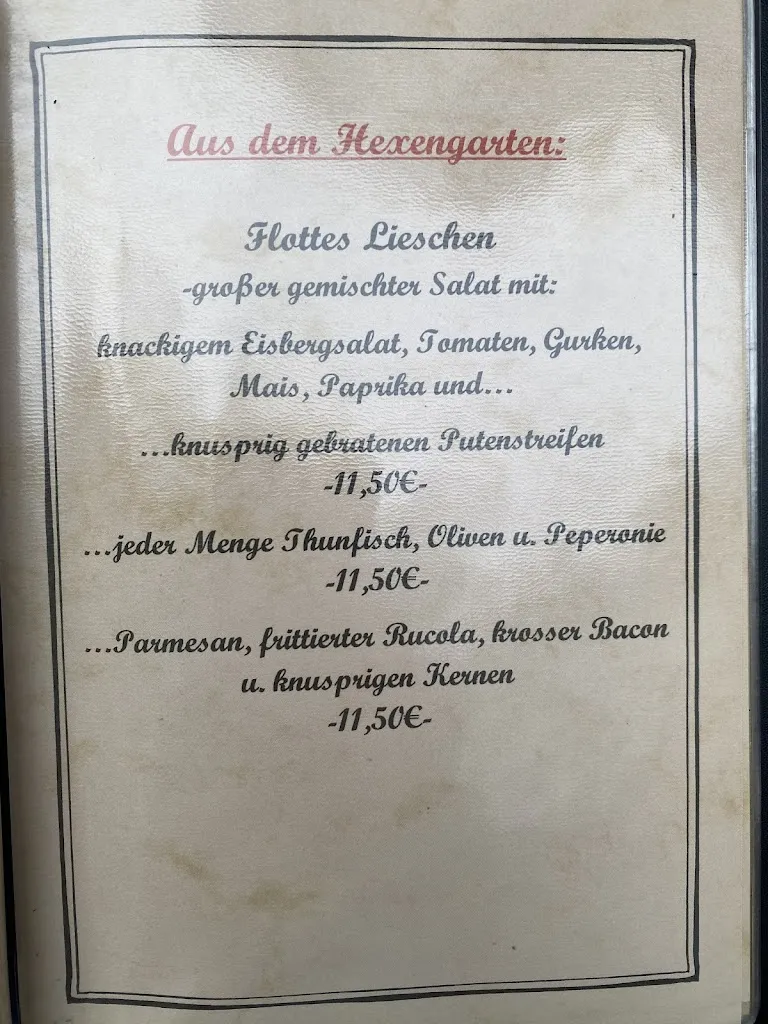 Aus dem Hexengarten:
Flottes Lieschen
-großer gemischter Salat mit:
knackigem Eisbergsalat, Tomaten, Gurken,
Mais, Paprika und...
...knusprig gebratenen Putenstreifen
-11,50€-
...jeder Menge Thunfisch, Oliven u. Peperonie
-11,50€-
...Parmesan, frittierter Rucola, krosser Bacon
u. knusprigen Kernen
-11,50€-